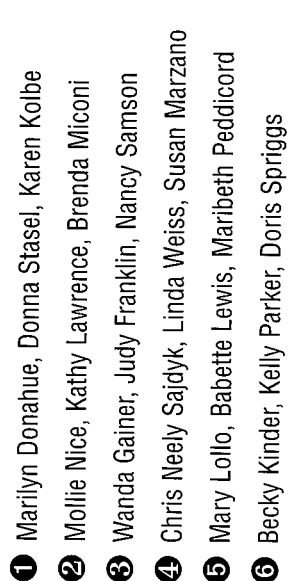 ❶ Marilyn Donahue, Donna Stasel, Karen Kolbe
❷ Mollie Nice, Kathy Lawrence, Brenda Miconi
❸ Wanda Gainer, Judy Franklin, Nancy Samson
❹ Chris Neely Sajdyk, Linda Weiss, Susan Marzano
❺ Mary Lollo, Babette Lewis, Maribeth Peddicord
❻ Becky Kinder, Kelly Parker, Doris Spriggs